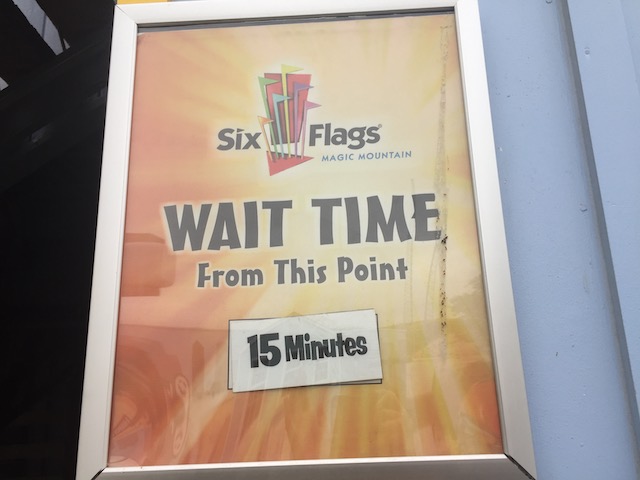 Six Flags®
MAGIC MOUNTAIN
WAIT TIME
From This Point
15 Minutes